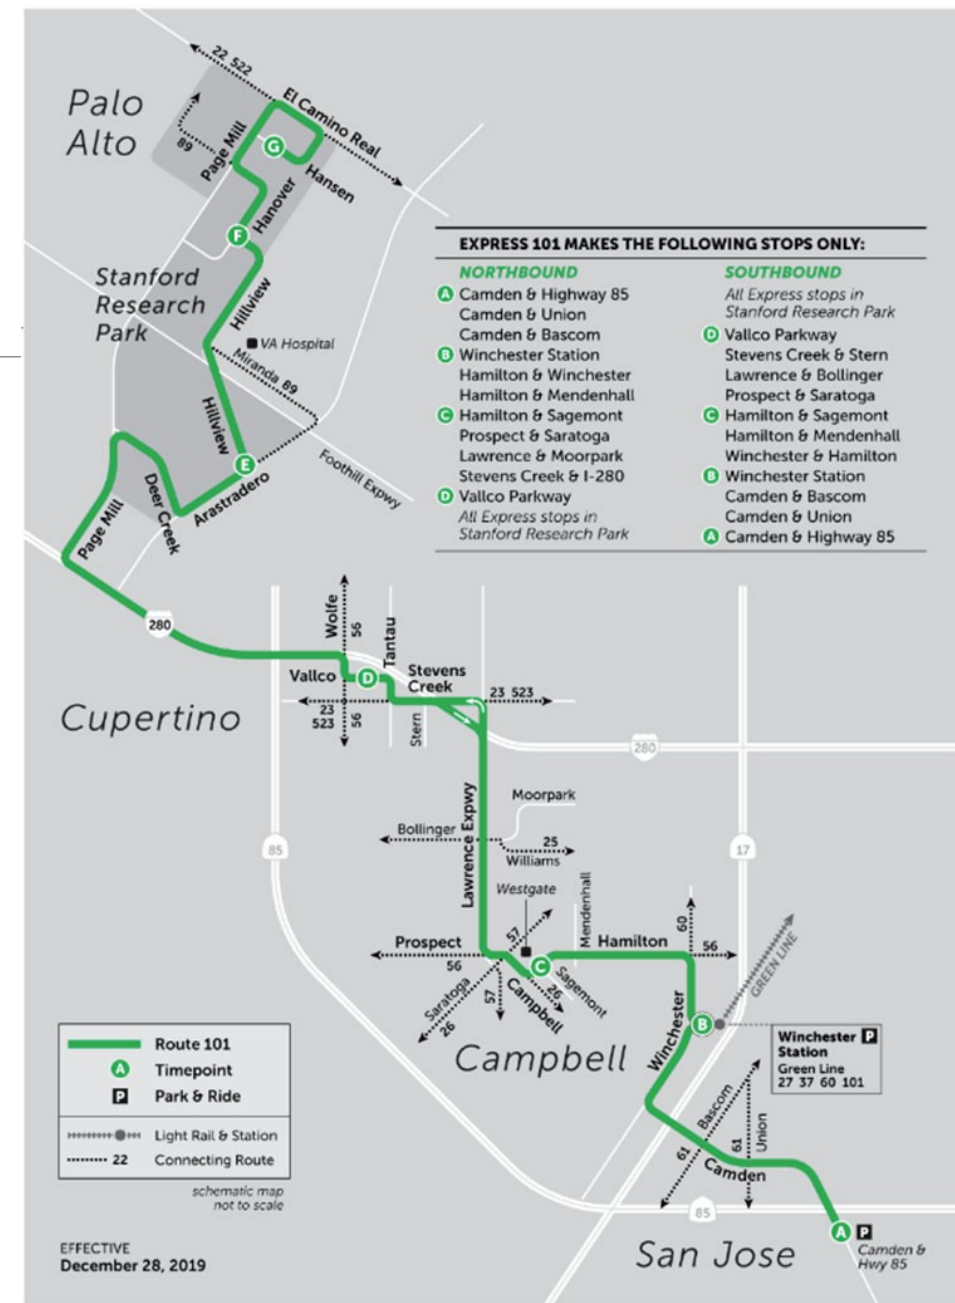 22 522
Palo
Alto
El Camino Real
89
Page Mill
G
Hansen
Hanover
F
EXPRESS 101 MAKES THE FOLLOWING STOPS ONLY:
NORTHBOUND
A Camden & Highway 85
Camden & Union
Camden & Bascom
B Winchester Station
Hamilton & Winchester
Hamilton & Mendenhall
C Hamilton & Sagemont
Prospect & Saratoga
Lawrence & Moorpark
Stevens Creek & I-280
D Vallco Parkway
All Express stops in
Stanford Research Park
SOUTHBOUND
All Express stops in
Stanford Research Park
D Vallco Parkway
Stevens Creek & Stern
Lawrence & Bollinger
Prospect & Saratoga
C Hamilton & Sagemont
Hamilton & Mendenhall
Winchester & Hamilton
B Winchester Station
Camden & Bascom
Camden & Union
A Camden & Highway 85
Stanford
Research
Park
Hillview
VA Hospital
Miranda 89
Hillview
E
Foothill Expwy
Arastradero
Deer Creek
Page Mill
280
Wolfe
56
Tantau
Vallco
D
Stevens
Creek
23 523
23
523
56
Stern
Cupertino
280
Moorpark
Lawrence Expwy
Bollinger
25
Williams
85
17
Westgate
Mendenhall
57
60
Prospect
56
Hamilton
56
C
Sagemont
26
Saratoga
26
57
Campbell
GREEN LINE
Winchester
B
Campbell
Winchester P
Station
Green Line
27 37 60 101
Bascom
61
61
Union
Camden
85
A P
Camden &
Hwy 85
San Jose
Route 101
A Timepoint
P Park & Ride
Light Rail & Station
22 Connecting Route
schematic map
not to scale
EFFECTIVE
December 28, 2019